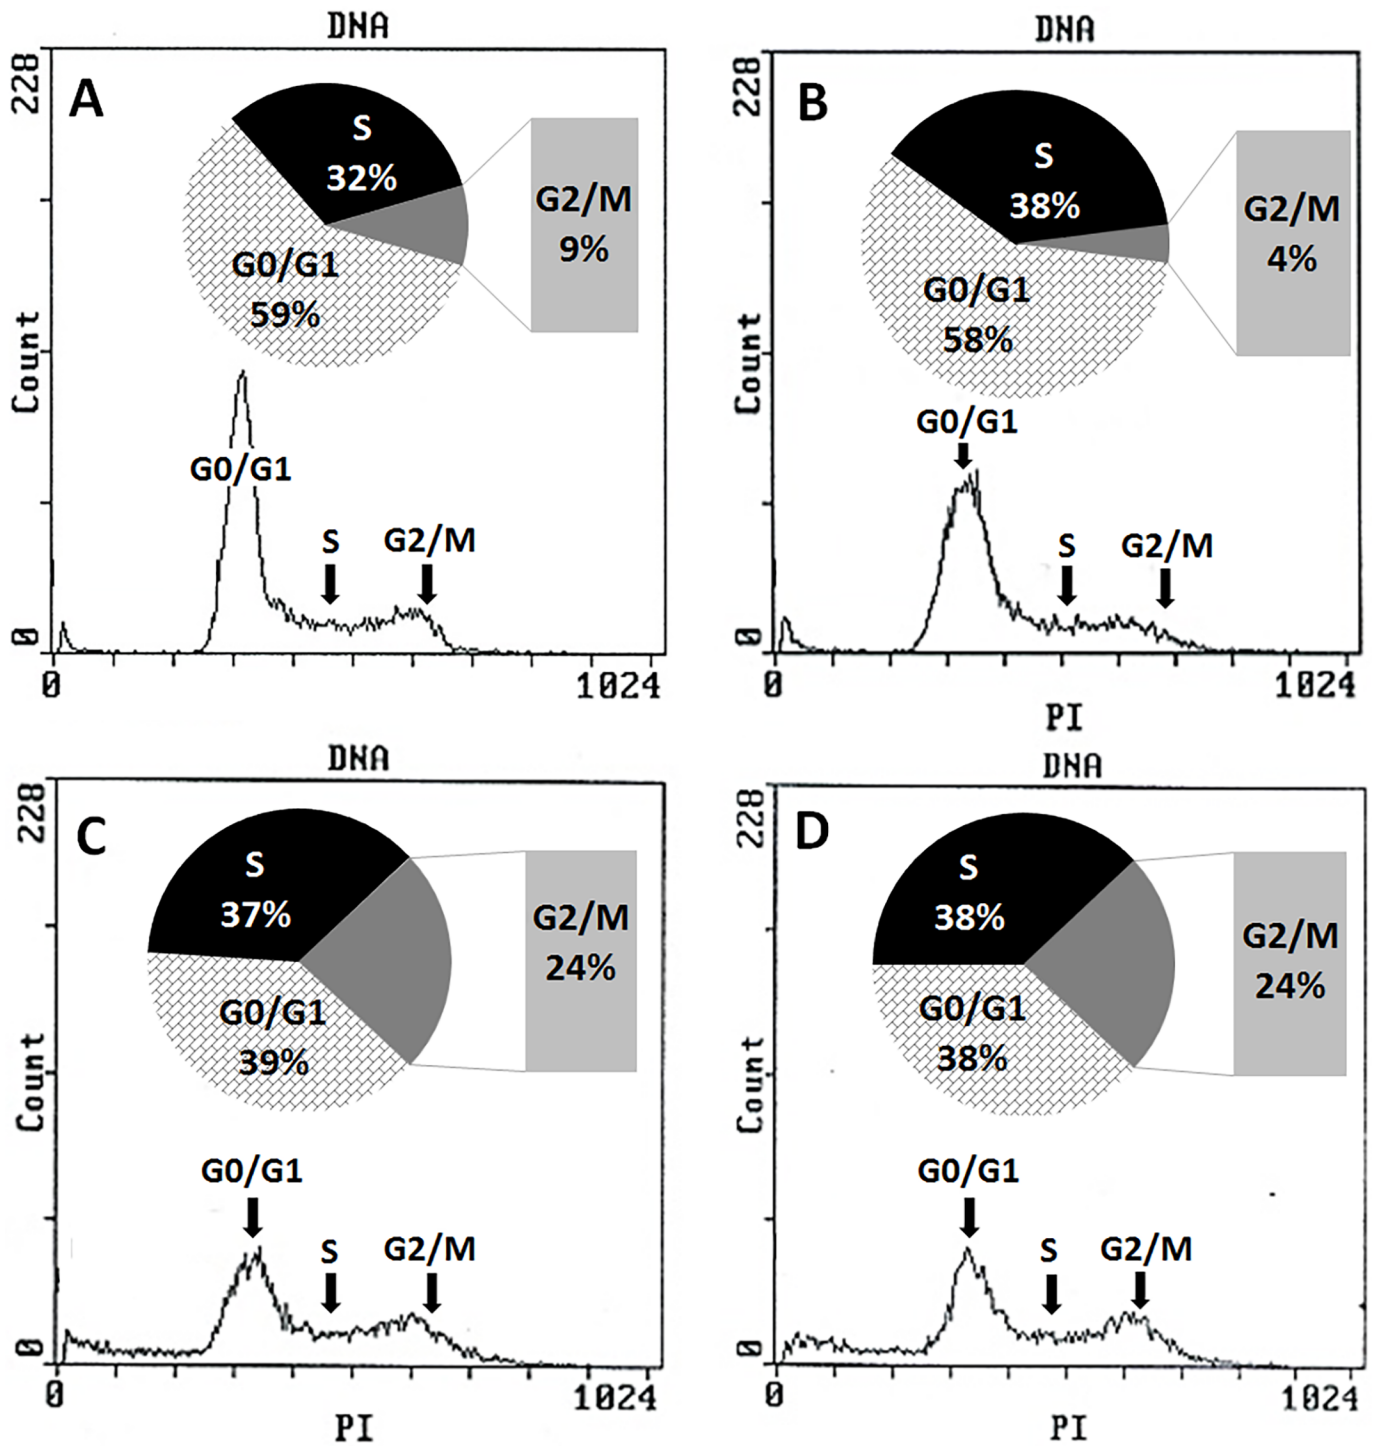 DNA
228
A
S
32%
G2/M
9%
G0/G1
59%
Count
G0/G1
S
G2/M
0
0
1024
DNA
228
B
S
38%
G2/M
4%
G0/G1
58%
Count
G0/G1
S
G2/M
0
0
1024
PI
DNA
228
C
S
37%
G2/M
24%
G0/G1
39%
Count
G0/G1
S
G2/M
0
0
1024
PI
DNA
228
D
S
38%
G2/M
24%
G0/G1
38%
Count
G0/G1
S
G2/M
0
0
1024
PI